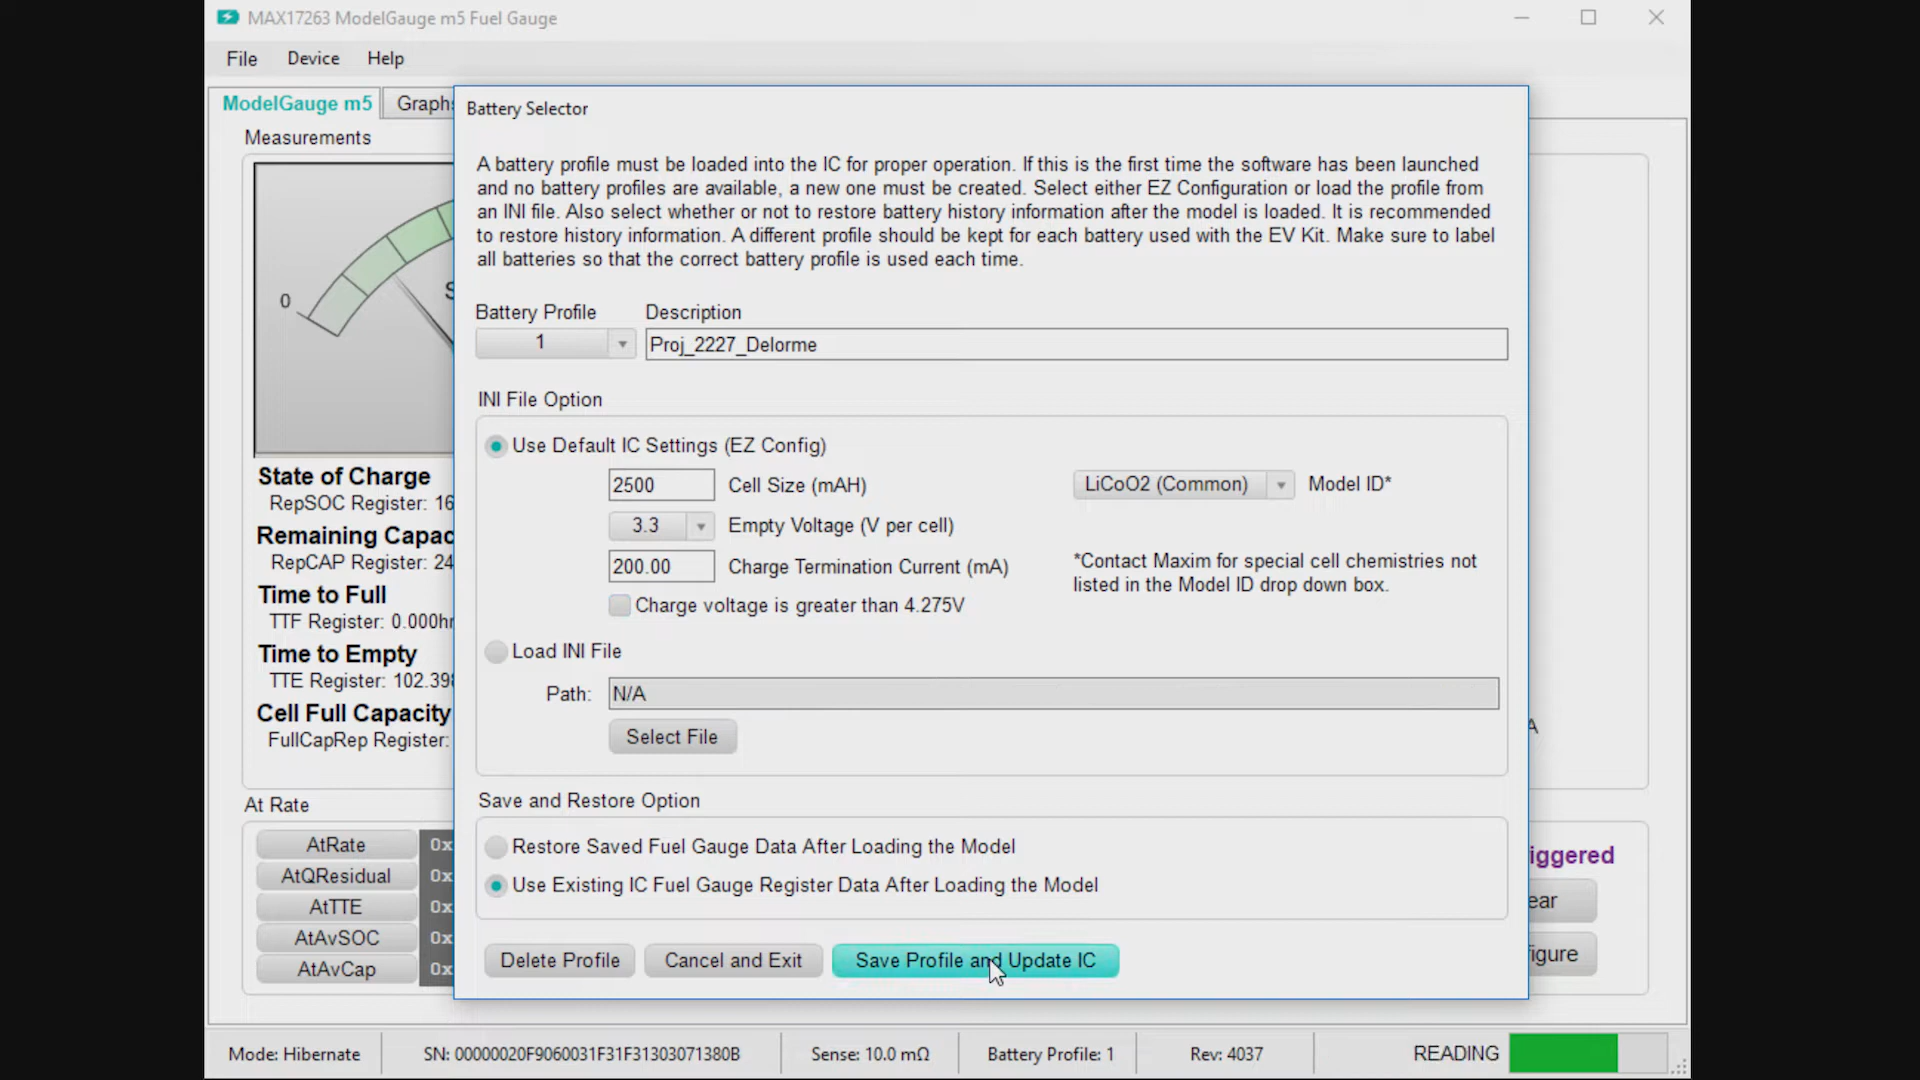 MAX17263 ModelGauge m5 Fuel Gauge
File Device Help
ModelGauge m5
Measurements
0
State of Charge
RepSOC Register: 16
RepCAP Register: 24
Time to Full
TTF Register: 0.000hr
Time to Empty
TTE Register: 102.398
Cell Full Capacity
FullCapRep Register:
At Rate
AtRate 0x
AtQResidual 0x
AtTTE 0x
AtAvSOC 0x
AtAvCap 0x
Battery Selector
A battery profile must be loaded into the IC for proper operation. If this is the first time the software has been launched
and no battery profiles are available, a new one must be created. Select either EZ Configuration or load the profile from
an INI file. Also select whether or not to restore battery history information after the model is loaded. It is recommended
to restore history information. A different profile should be kept for each battery used with the EV Kit. Make sure to label
all batteries so that the correct battery profile is used each time.
Battery Profile Description
1 Proj_2227_Delorme
INI File Option
Use Default IC Settings (EZ Config)
2500 Cell Size (mAH) LiCoO2 (Common) Model ID*
3.3 Empty Voltage (V per cell)
200.00 Charge Termination Current (mA)
*Contact Maxim for special cell chemistries not
listed in the Model ID drop down box.
Charge voltage is greater than 4.275V
Load INI File
Path: N/A
Select File
Save and Restore Option
Restore Saved Fuel Gauge Data After Loading the Model
Use Existing IC Fuel Gauge Register Data After Loading the Model
Delete Profile Cancel and Exit Save Profile and Update IC
Mode: Hibernate SN: 00000020F9060031F31F31303071380B Sense: 10.0 mΩ Battery Profile: 1 Rev: 4037 READING